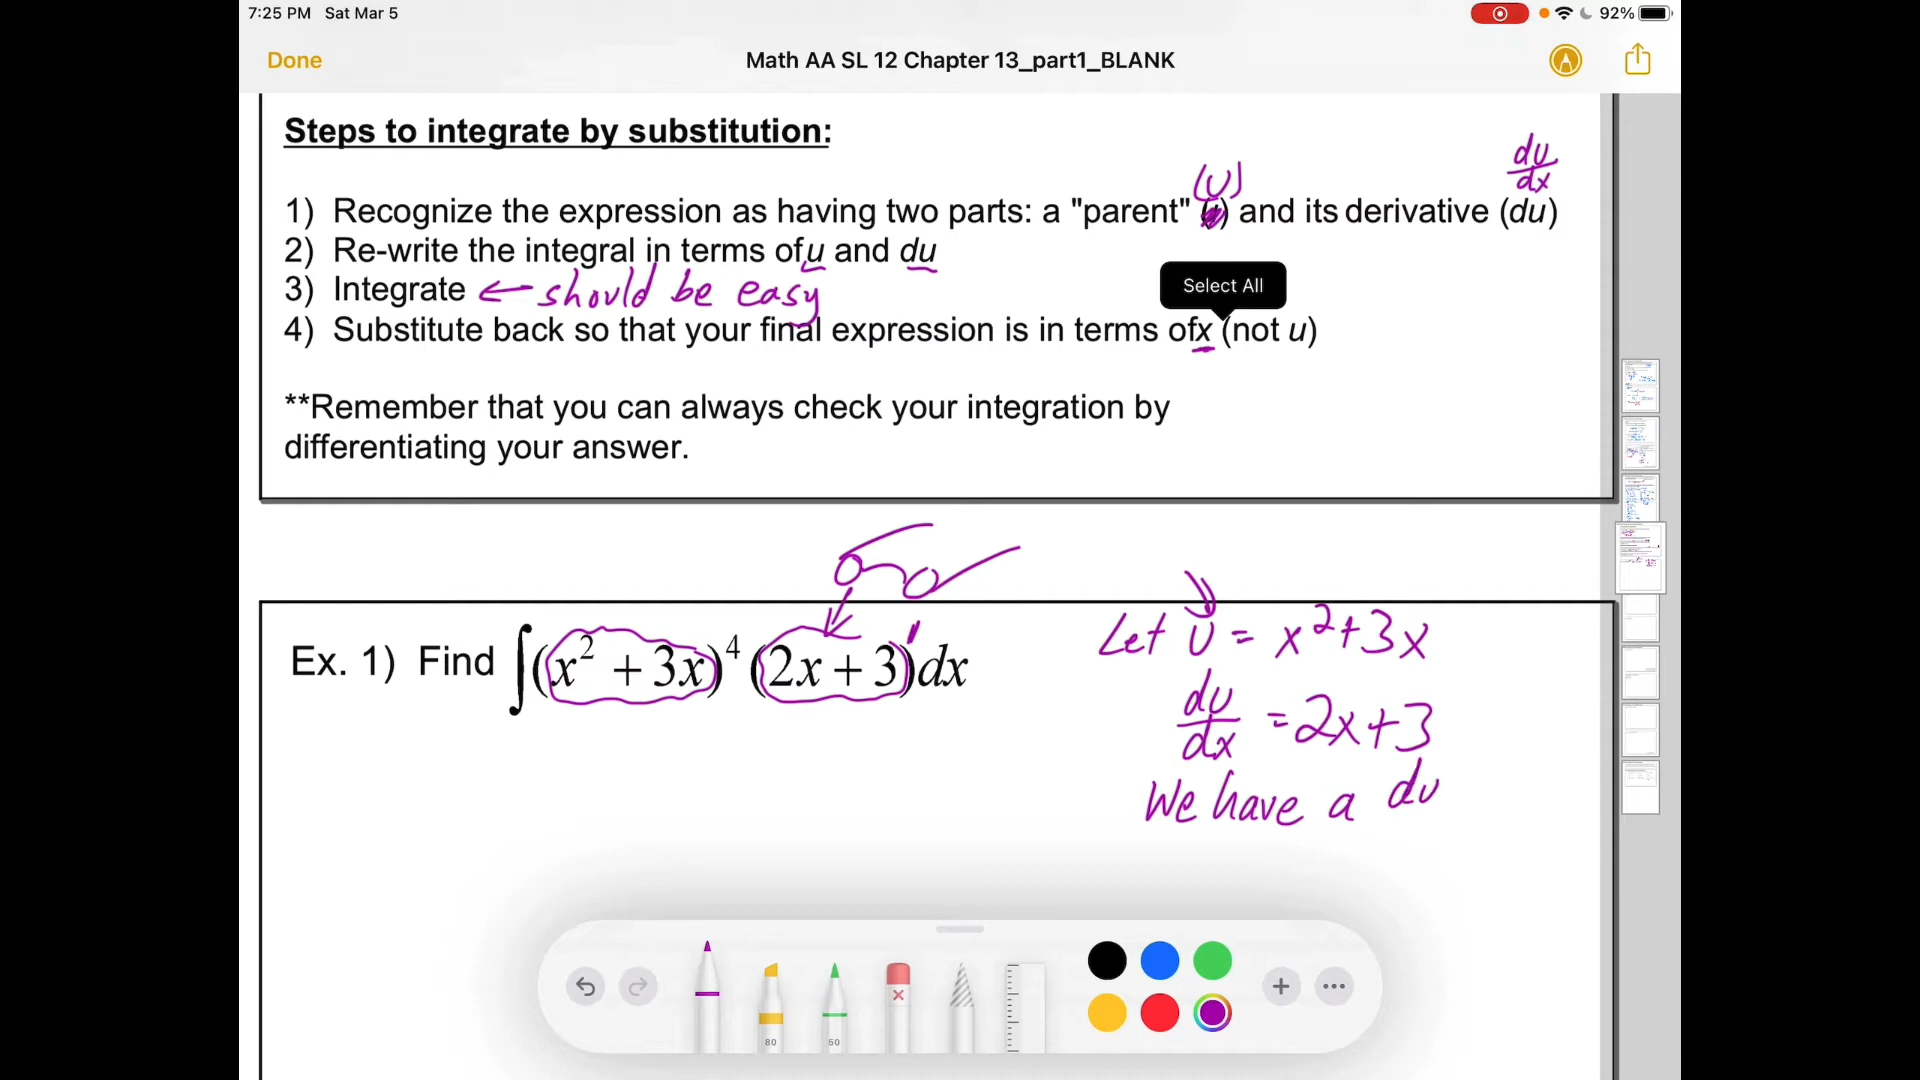 7:25 PM Sat Mar 5
92%
Done
Math AA SL 12 Chapter 13_part1_BLANK
Steps to integrate by substitution:
du/dx
(u)
1) Recognize the expression as having two parts: a "parent" (u) and its derivative (du)
2) Re-write the integral in terms of u and du
3) Integrate ← should be easy
Select All
4) Substitute back so that your final expression is in terms of x (not u)
**Remember that you can always check your integration by
differentiating your answer.
Ex. 1) Find ∫(x² + 3x)⁴ (2x + 3)dx
Let u = x² + 3x
du/dx = 2x + 3
We have a du
80
50